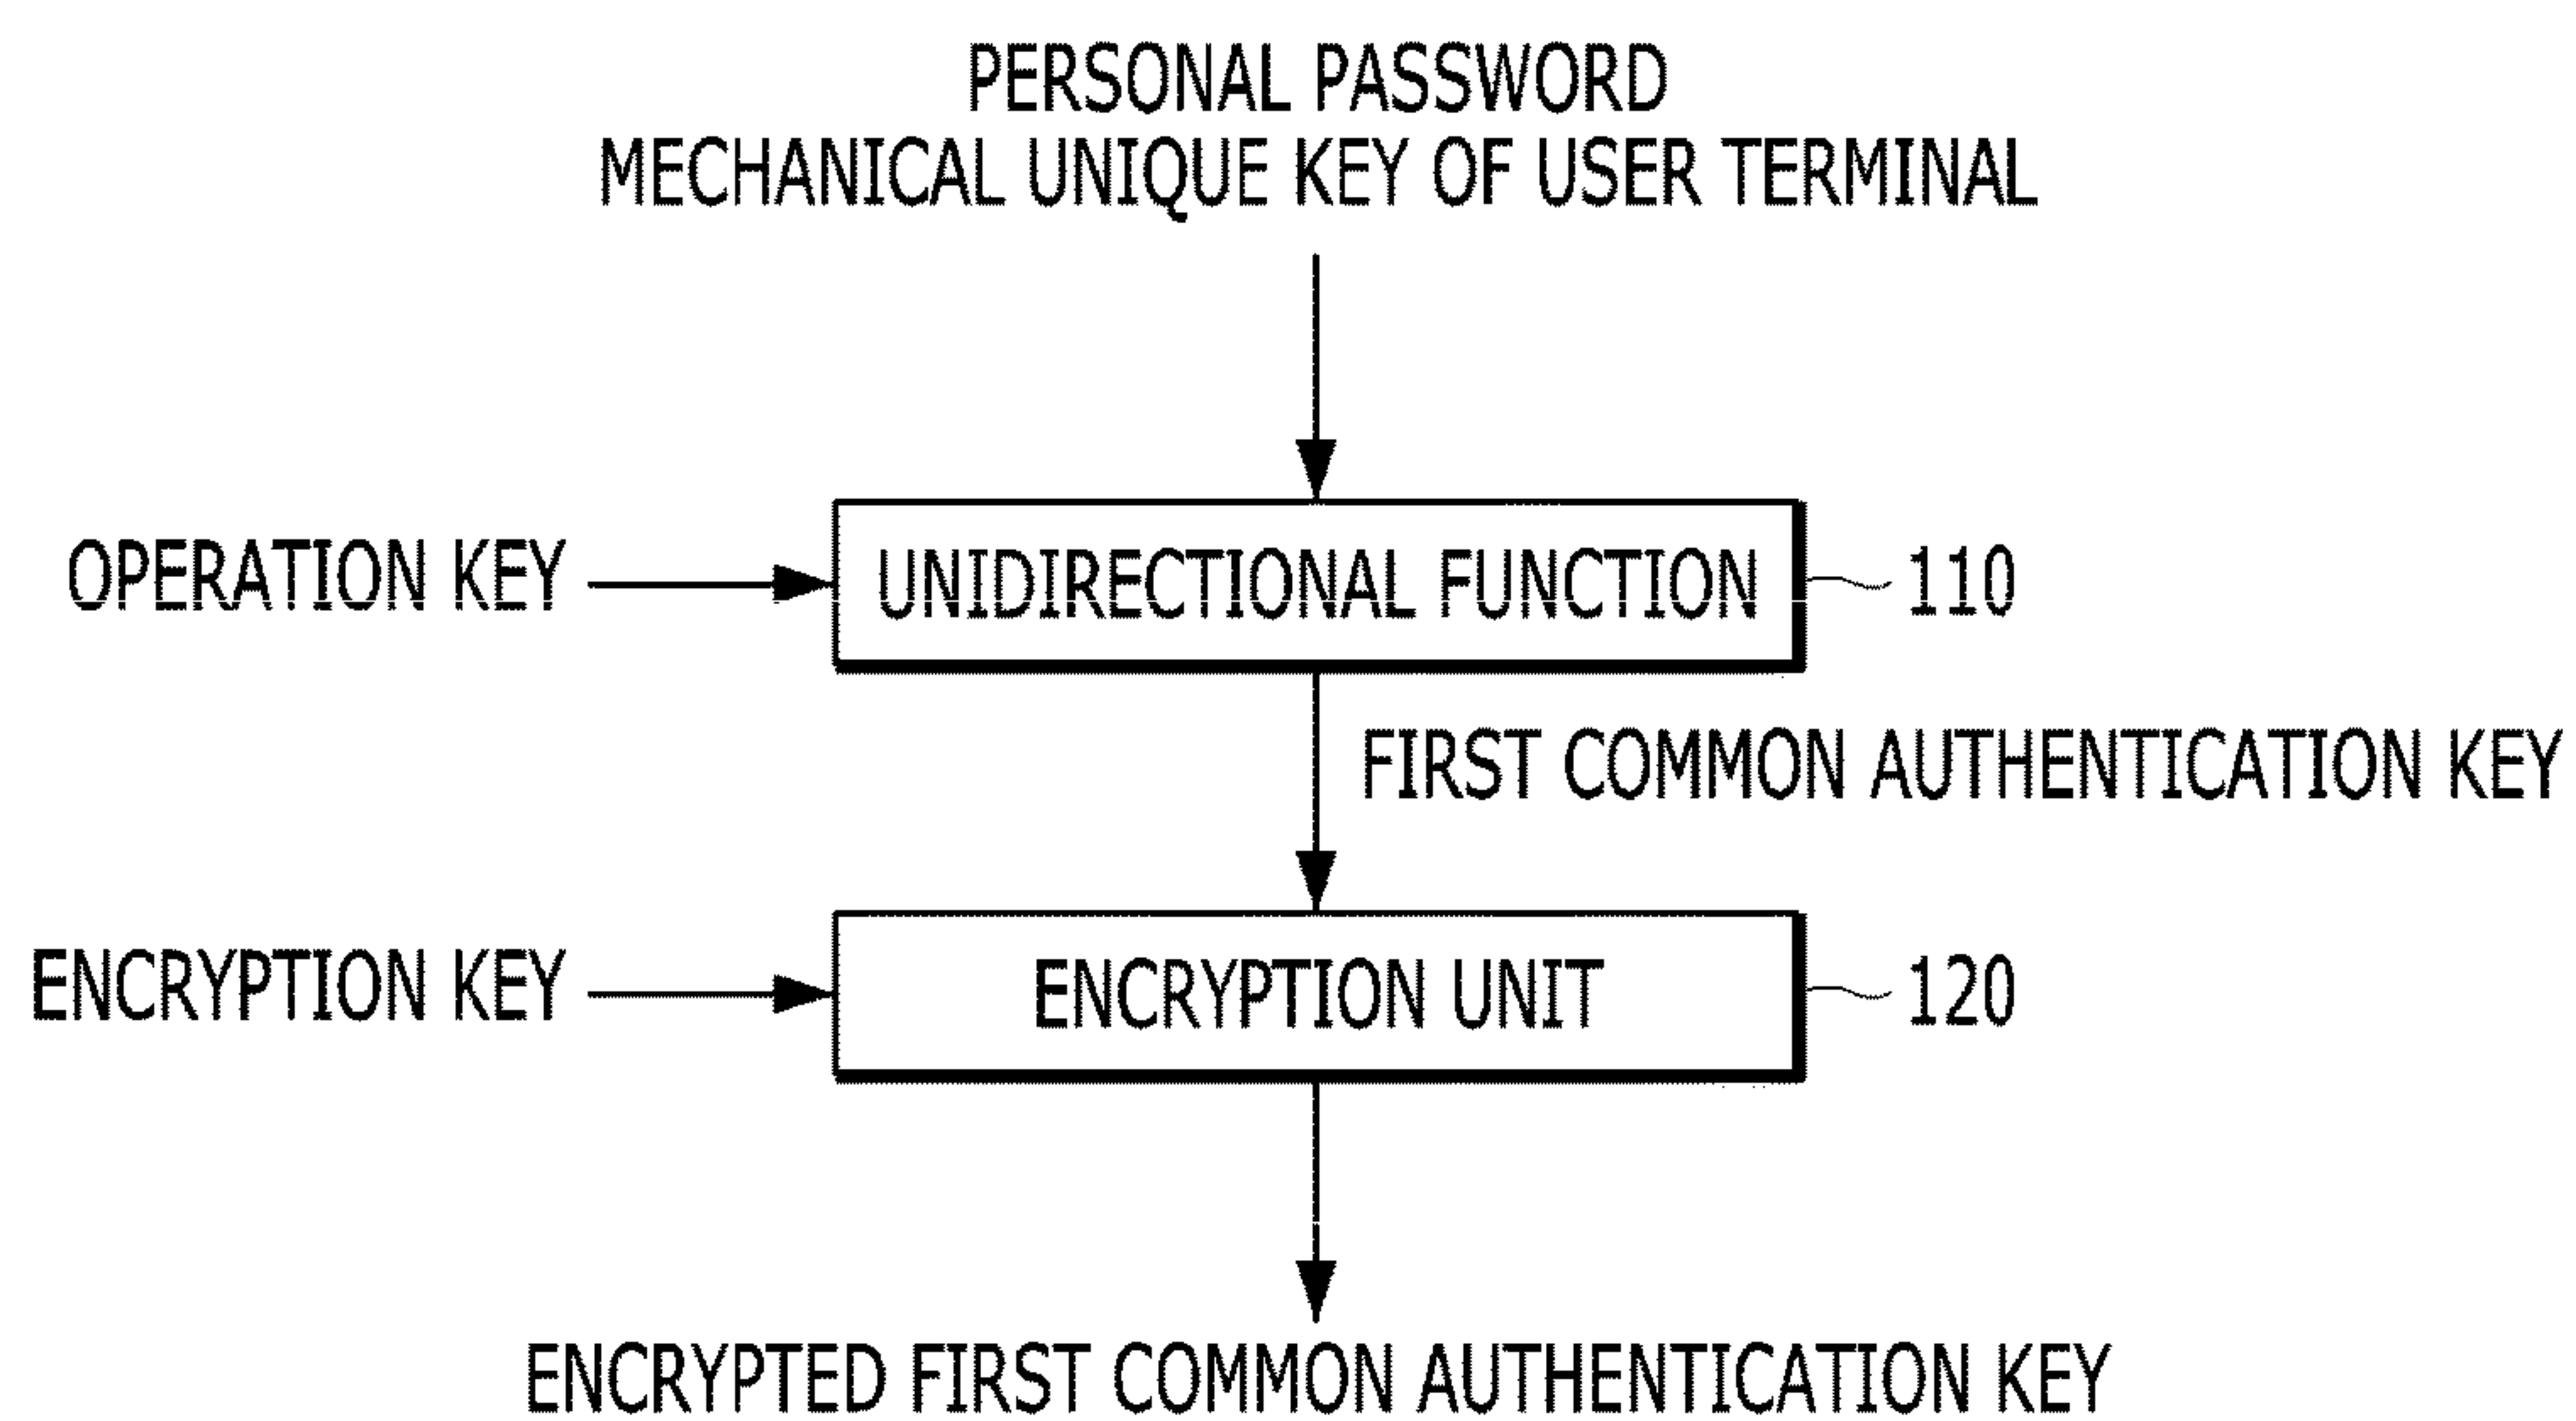 PERSONAL PASSWORD
MECHANICAL UNIQUE KEY OF USER TERMINAL
OPERATION KEY
UNIDIRECTIONAL FUNCTION
110
FIRST COMMON AUTHENTICATION KEY
ENCRYPTION KEY
ENCRYPTION UNIT
120
ENCRYPTED FIRST COMMON AUTHENTICATION KEY